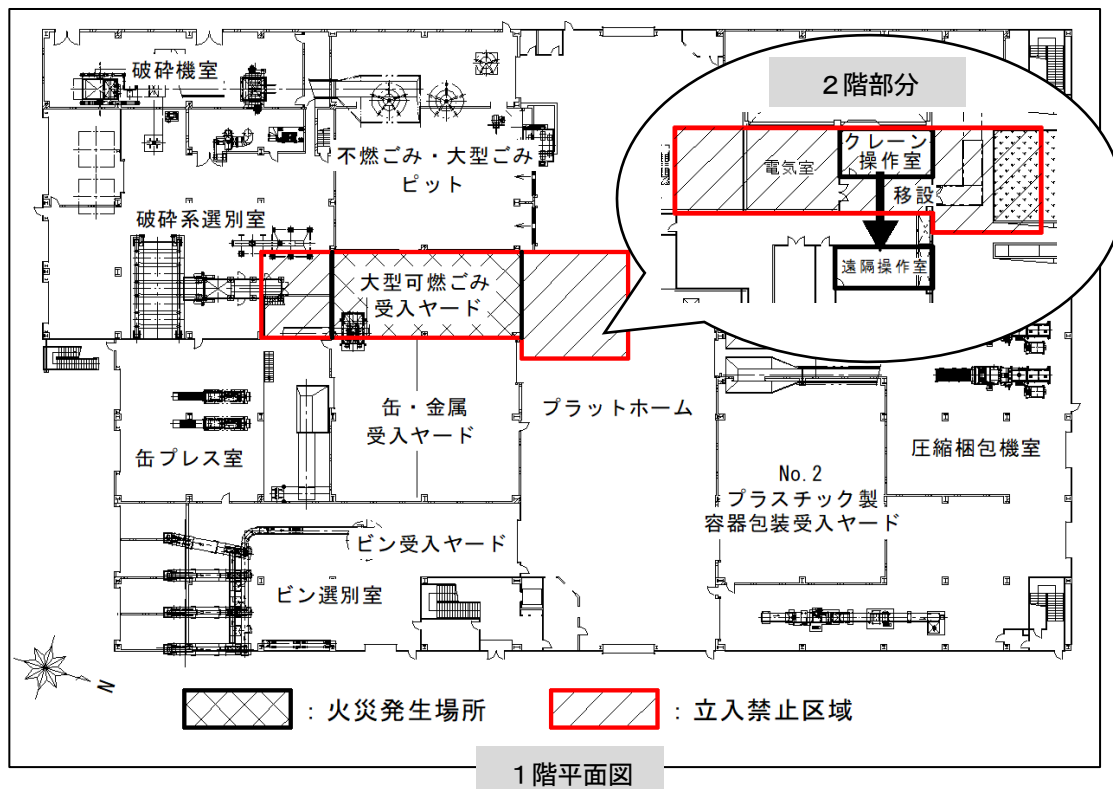 破砕機室
不燃ごみ・大型ごみ
ピット
破砕系選別室
大型可燃ごみ
受入ヤード
２階部分
電気室
クレーン
操作室
移設
遠隔操作室
缶プレス室
缶・金属
受入ヤード
プラットホーム
圧縮梱包機室
No.2
プラスチック製
容器包装受入ヤード
ビン受入ヤード
ビン選別室
N
：火災発生場所
：立入禁止区域
１階平面図